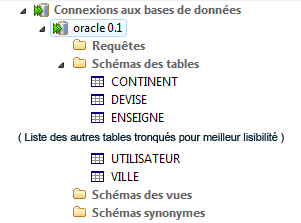 Connexions aux bases de données
oracle 0.1
Requêtes
Schémas des tables
CONTINENT
DEVISE
ENSEIGNE
( Liste des autres tables tronqués pour meilleur lisibilité )
UTILISATEUR
VILLE
Schémas des vues
Schémas synonymes